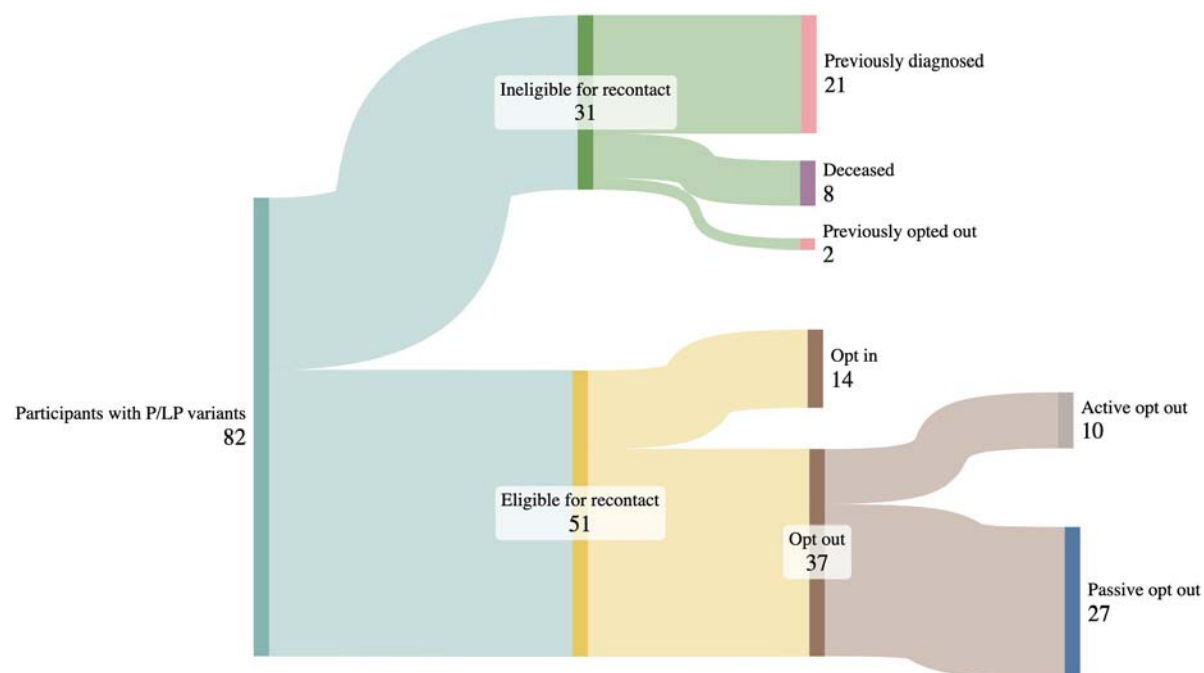 Previously diagnosed
21
Ineligible for recontact
31
Deceased
8
Previously opted out
2
Opt in
14
Participants with P/LP variants
82
Active opt out
10
Eligible for recontact
51
Opt out
37
Passive opt out
27